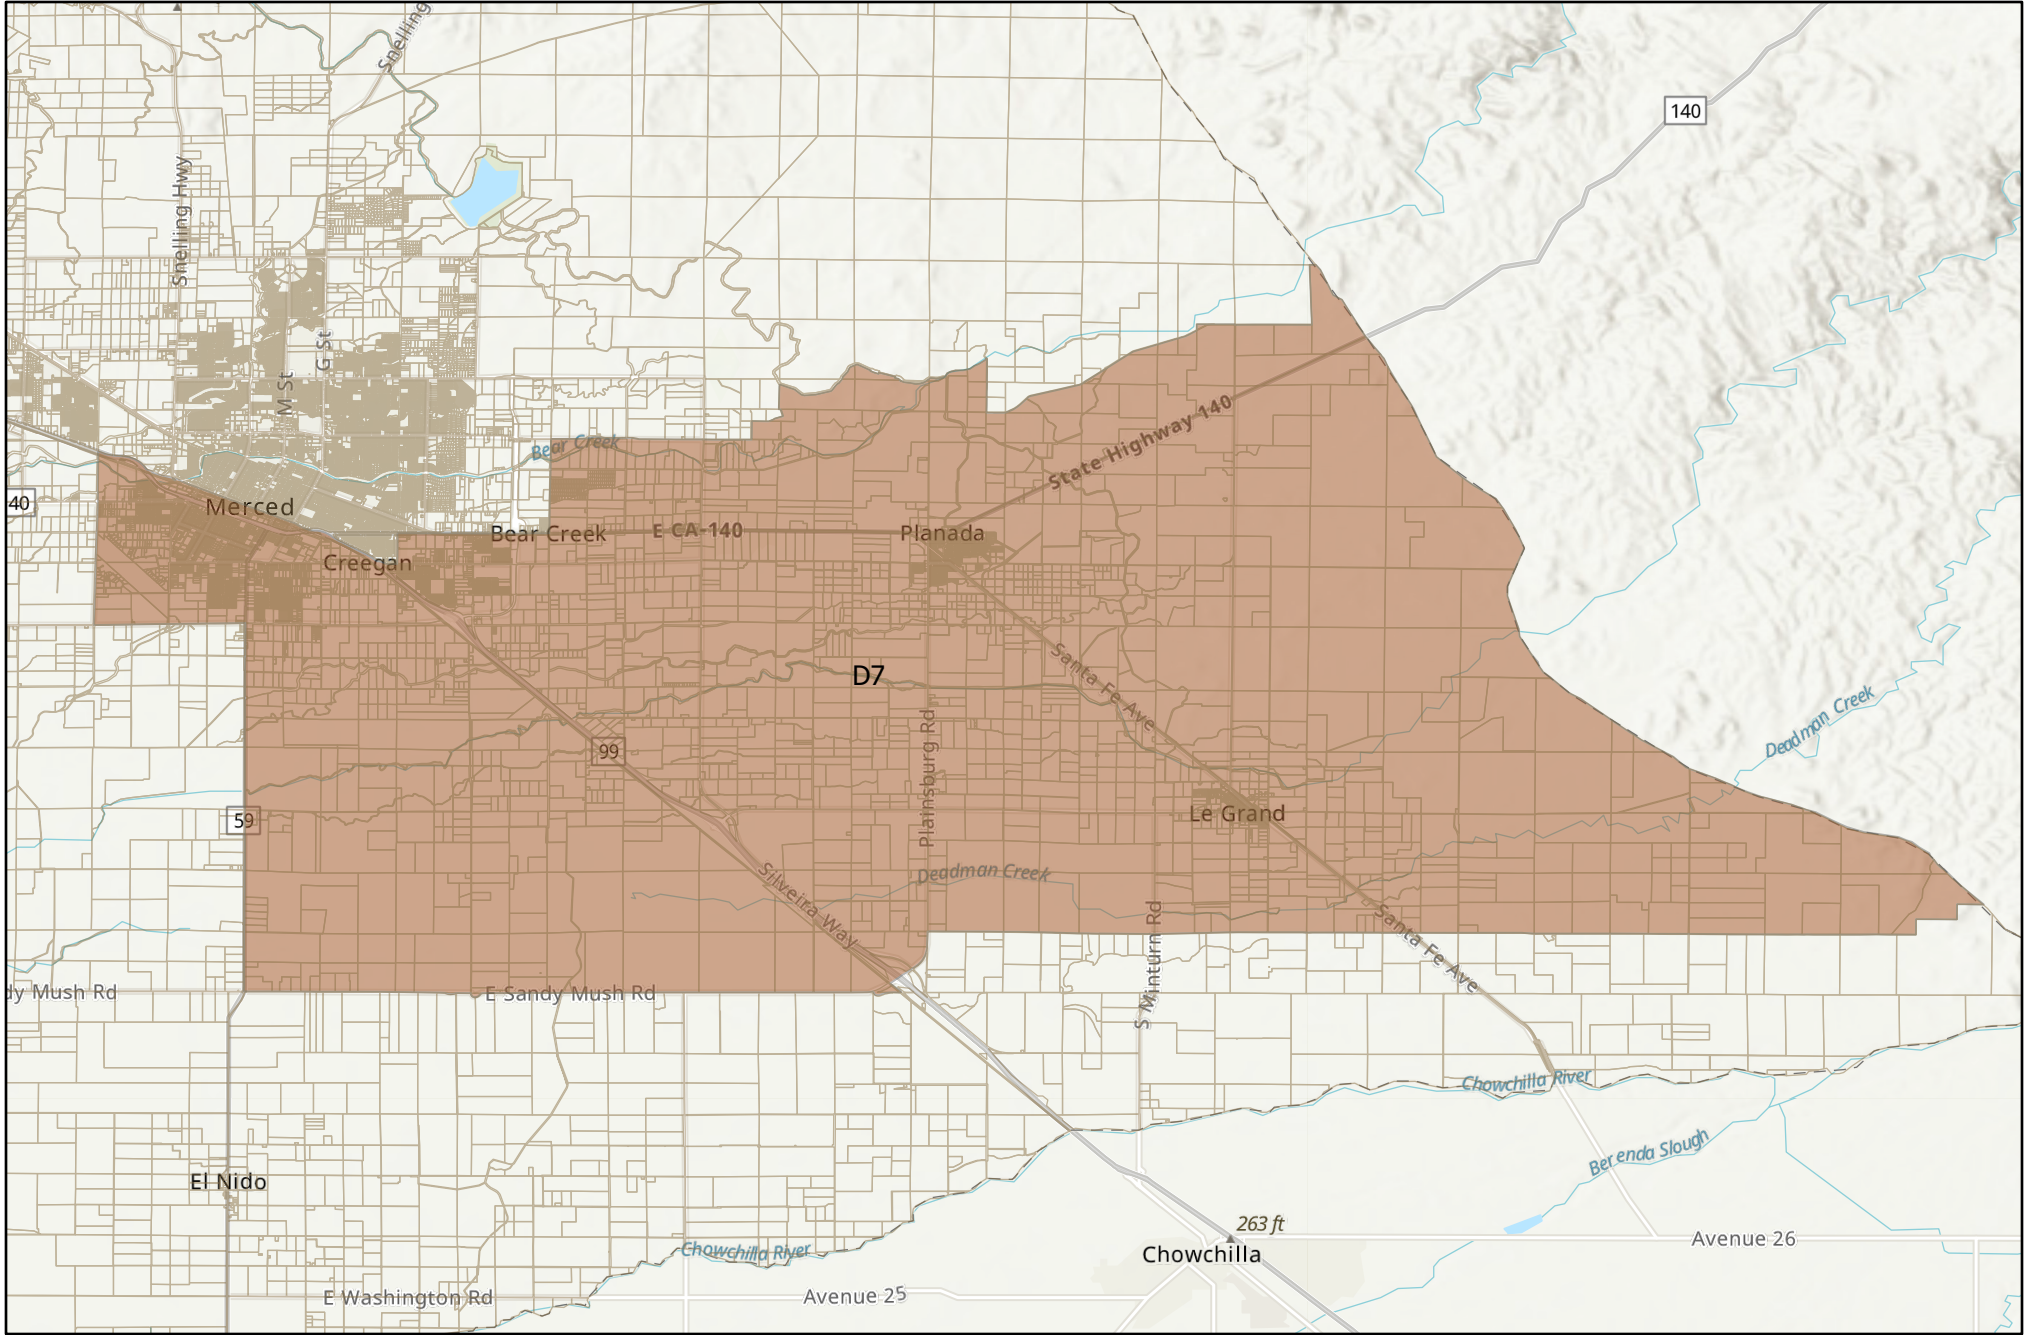 Snelling
140
Snelling Hwy
G St
M St
State Highway 140
Bear Creek
40
Merced
Bear Creek
E CA-140
Planada
Creegan
D7
Santa Fe Ave
Deadman Creek
99
Plainsburg Rd
59
Le Grand
Silveira Way
Deadman Creek
Santa Fe Ave
S Minturn Rd
dy Mush Rd
E Sandy Mush Rd
Chowchilla River
Berenda Slough
El Nido
263 ft
Chowchilla River
Chowchilla
Avenue 26
E Washington Rd
Avenue 25